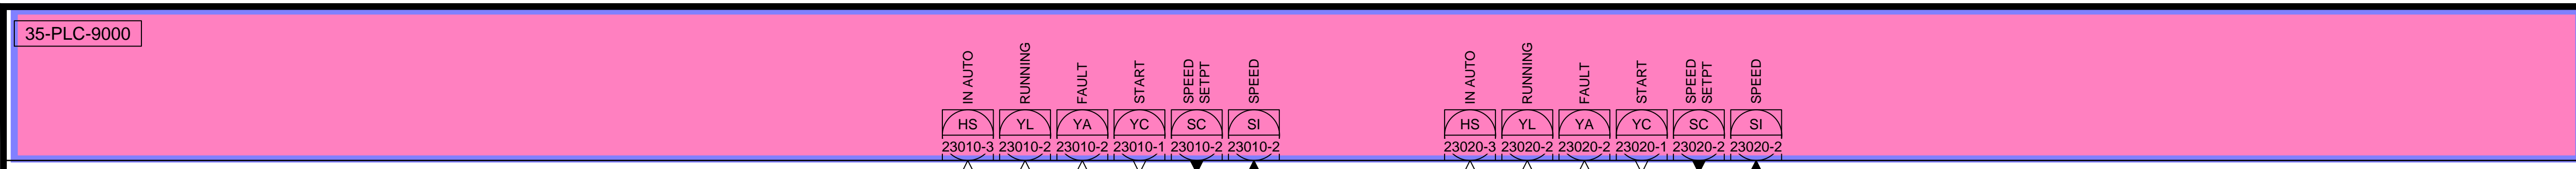 35-PLC-9000
IN AUTO
RUNNING
FAULT
START
SPEED
SETPT
SPEED
IN AUTO
RUNNING
FAULT
START
SPEED
SETPT
SPEED
HS YL YA YC SC SI HS YL YA YC SC SI
23010-3 23010-2 23010-2 23010-1 23010-2 23010-2 23020-3 23020-2 23020-2 23020-1 23020-2 23020-2